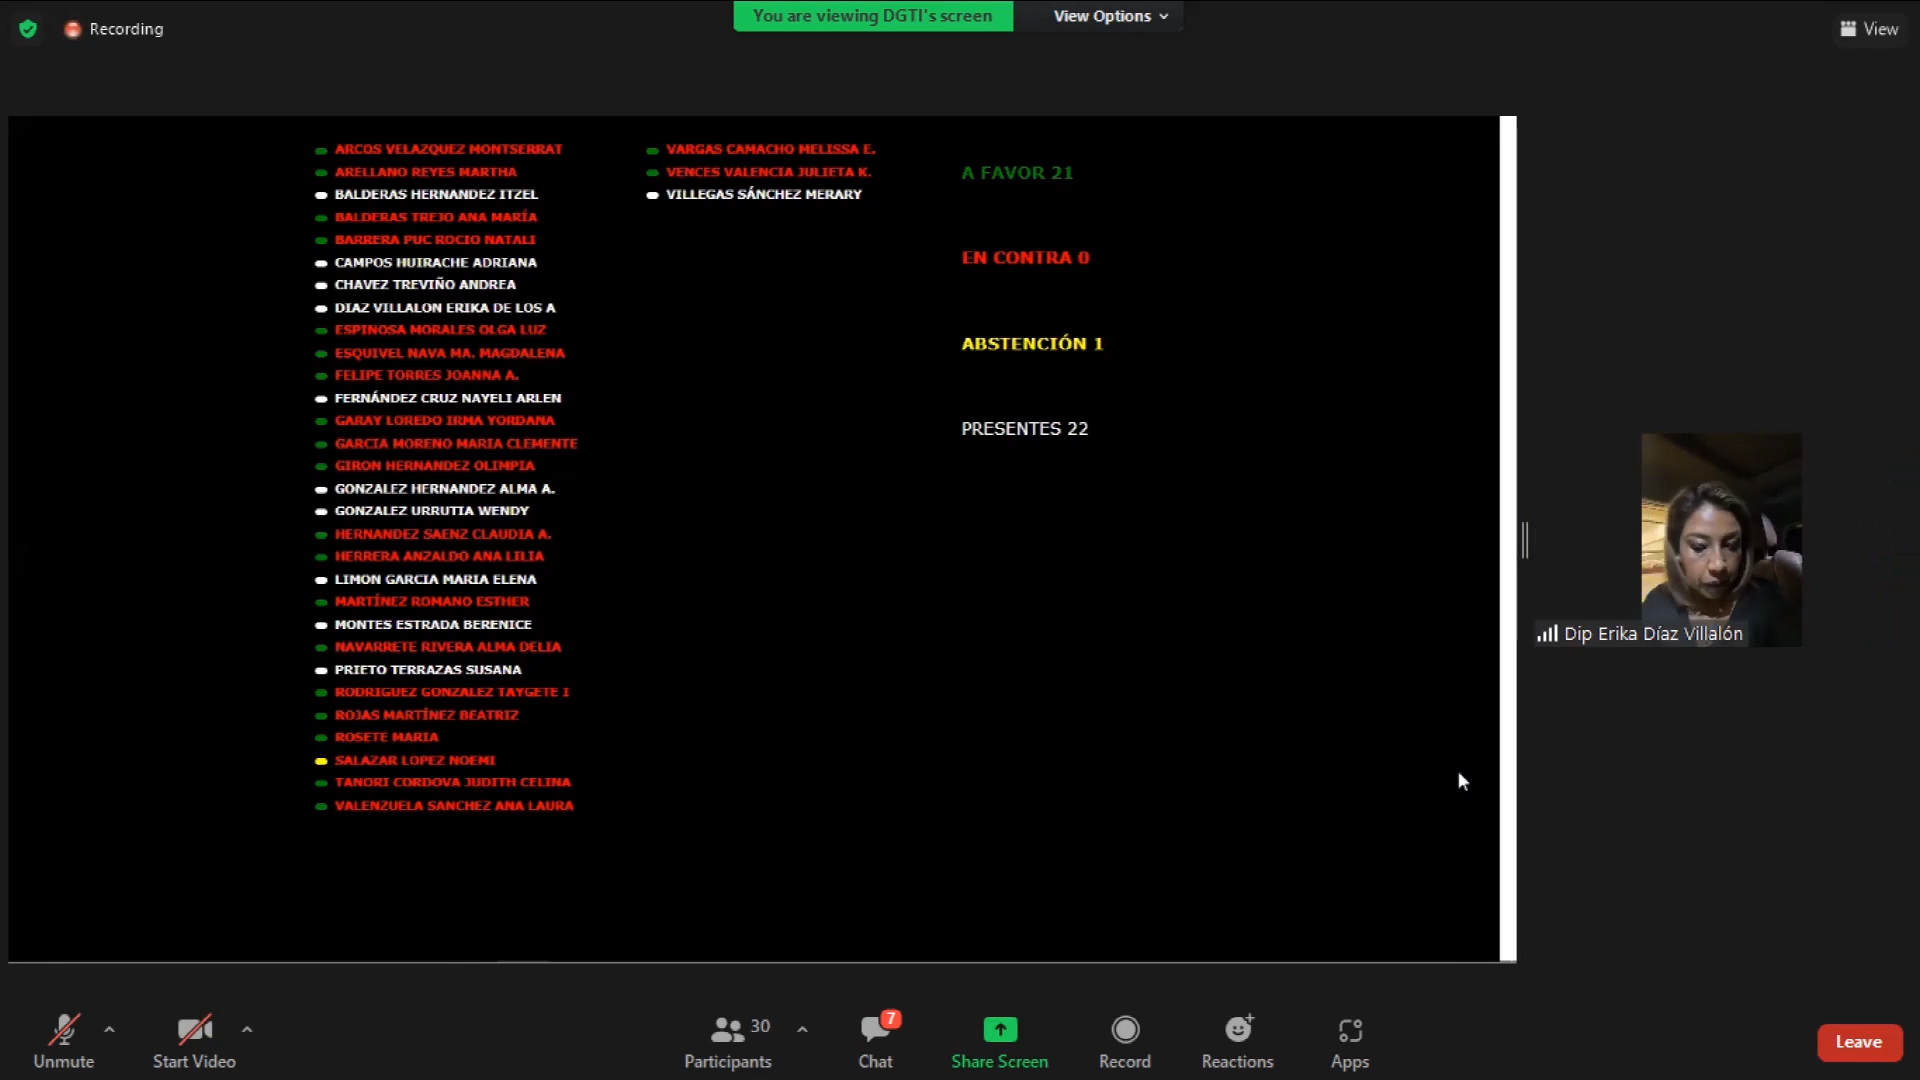 You are viewing DGTI's screen
View Options
Recording
View
ARCOS VELAZQUEZ MONTSERRAT
ARELLANO REYES MARTHA
BALDERAS HERNANDEZ ITZEL
BALDERAS TREJO ANA MARÍA
BARRERA PUC ROCIO NATALI
CAMPOS HUIRACHE ADRIANA
CHAVEZ TREVIÑO ANDREA
DIAZ VILLALON ERIKA DE LOS A
ESPINOSA MORALES OLGA LUZ
ESQUIVEL NAVA MA. MAGDALENA
FELIPE TORRES JOANNA A.
FERNÁNDEZ CRUZ NAYELI ARLEN
GARAY LOREDO IRMA YORDANA
GARCIA MORENO MARIA CLEMENTE
GIRON HERNANDEZ OLIMPIA
GONZALEZ HERNANDEZ ALMA A.
GONZALEZ URRUTIA WENDY
HERNANDEZ SAENZ CLAUDIA A.
HERRERA ANZALDO ANA LILIA
LIMON GARCIA MARIA ELENA
MARTÍNEZ ROMANO ESTHER
MONTES ESTRADA BERENICE
NAVARRETE RIVERA ALMA DELIA
PRIETO TERRAZAS SUSANA
RODRIGUEZ GONZALEZ TAYGETE I
ROJAS MARTÍNEZ BEATRIZ
ROSETE MARIA
SALAZAR LOPEZ NOEMI
TANORI CORDOVA JUDITH CELINA
VALENZUELA SANCHEZ ANA LAURA
VARGAS CAMACHO MELISSA E.
VENCES VALENCIA JULIETA K.
VILLEGAS SÁNCHEZ MERARY
A FAVOR 21
EN CONTRA 0
ABSTENCIÓN 1
PRESENTES 22
Dip Erika Díaz Villalón
Unmute
Start Video
30
Participants
7
Chat
Share Screen
Record
Reactions
Apps
Leave